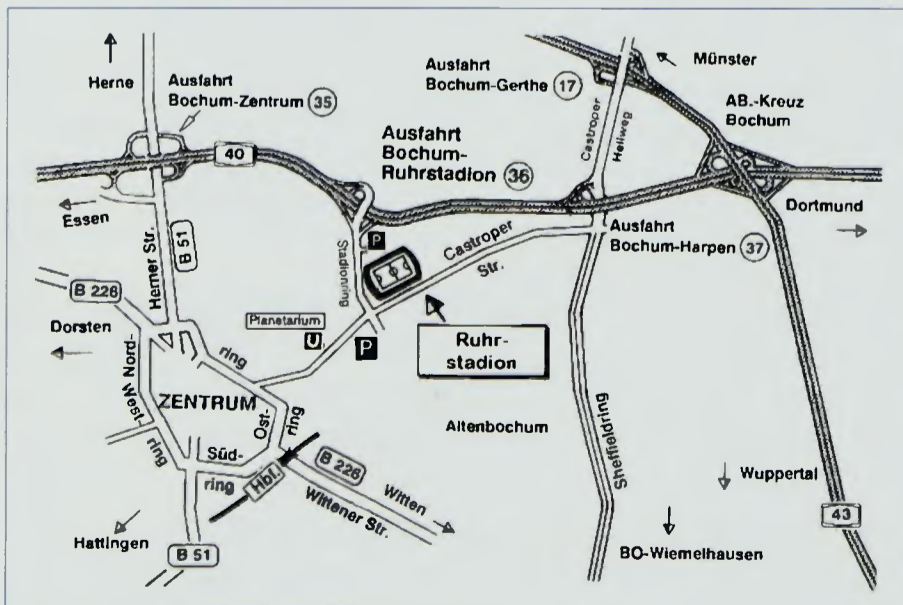 Herne
Ausfahrt
Bochum-Zentrum 35
40
Ausfahrt
Bochum-
Ruhrstadion 36
Ausfahrt
Bochum-Gerthe 17
Münster
AB.-Kreuz
Bochum
Castroper
Hellweg
Essen
Herner Str.
B 51
Dortmund
Ausfahrt
Bochum-Harpen 37
Stadionring
P
Castroper
Str.
B 226
Dorsten
Planetarium
U
P
Ruhr-
stadion
Nord-
ring
West-
ring
ZENTRUM
Ost-
ring
Süd-
ring
Hbf.
B 226
Witten
Wittener Str.
Altenbochum
Sheffieldring
Wuppertal
43
Hattingen
B 51
BO-Wiemelhausen